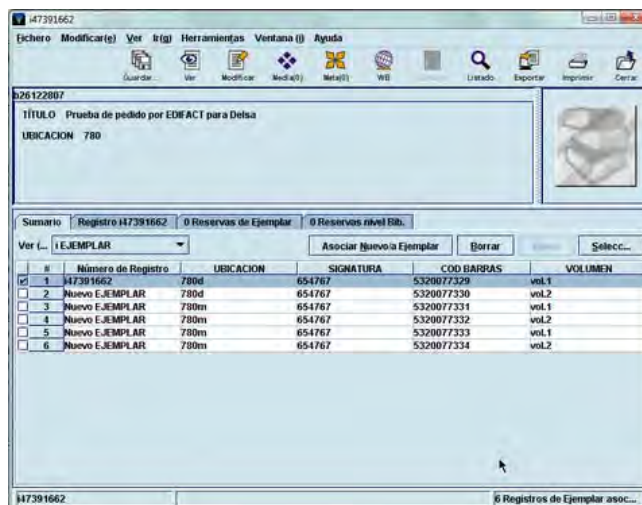 i47391662
Fichero Modificar(e) Ver Ir(g) Herramientas Ventana (i) Ayuda
Guardar... Ver Modificar Media(0) Meta(0) WB Listado Exportar Imprimir Cerrar
b26122807
TÍTULO Prueba de pedido por EDIFACT para Delsa
UBICACION 780
Sumario Registro i47391662 0 Reservas de Ejemplar 0 Reservas nivel Bib.
Ver (... i EJEMPLAR Asociar Nuevo/a Ejemplar Borrar Selecc...
# Número de Registro UBICACION SIGNATURA COD BARRAS VOLUMEN
1 i47391662 780d 654767 5320077329 vol.1
2 Nuevo EJEMPLAR 780d 654767 5320077330 vol.2
3 Nuevo EJEMPLAR 780m 654767 5320077331 vol.1
4 Nuevo EJEMPLAR 780m 654767 5320077332 vol.2
5 Nuevo EJEMPLAR 780m 654767 5320077333 vol.1
6 Nuevo EJEMPLAR 780m 654767 5320077334 vol.2
i47391662 6 Registros de Ejemplar asoc...